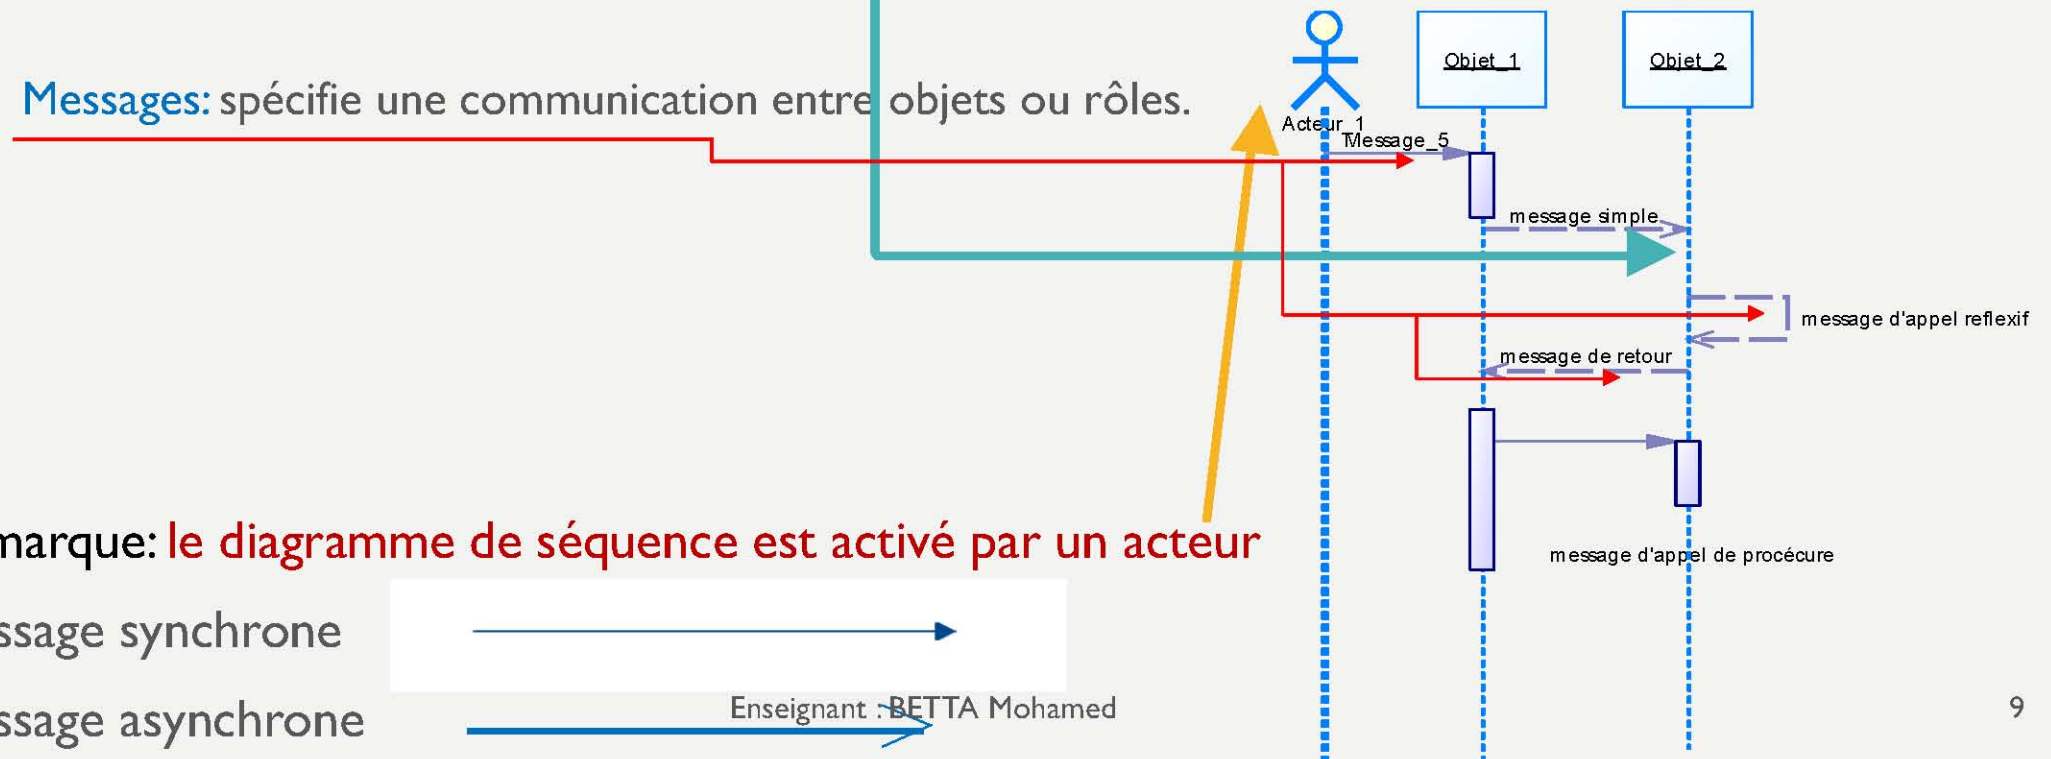 Objet_1
Objet_2
Messages: spécifie une communication entre objets ou rôles.
Acteur_1
Message_5
message simple
message d'appel reflexif
message de retour
marque: le diagramme de séquence est activé par un acteur
message d'appel de procécure
ssage synchrone
Enseignant : BETTA Mohamed
9
ssage asynchrone